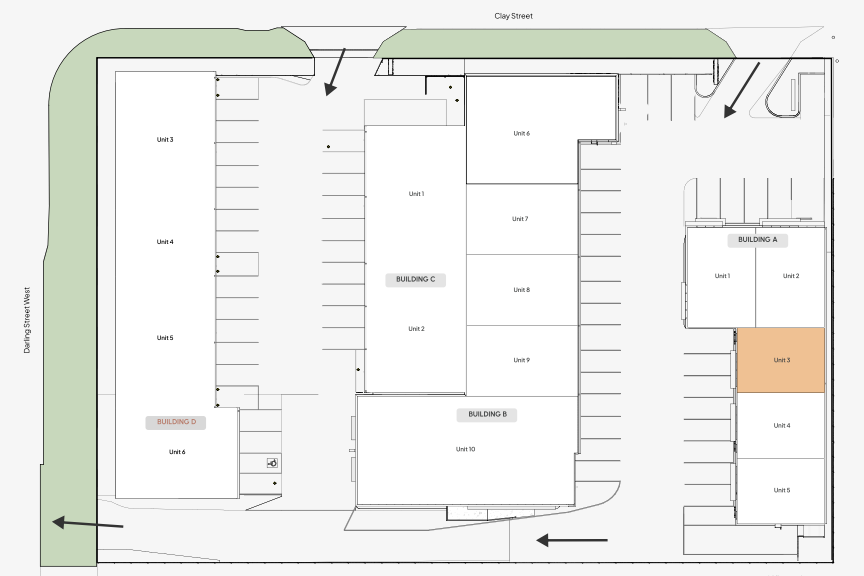 Clay Street
Darling Street West
Unit 3
Unit 4
Unit 5
BUILDING D
Unit 6
Unit 1
BUILDING C
Unit 2
Unit 6
Unit 7
Unit 8
Unit 9
BUILDING B
Unit 10
BUILDING A
Unit 1
Unit 2
Unit 3
Unit 4
Unit 5